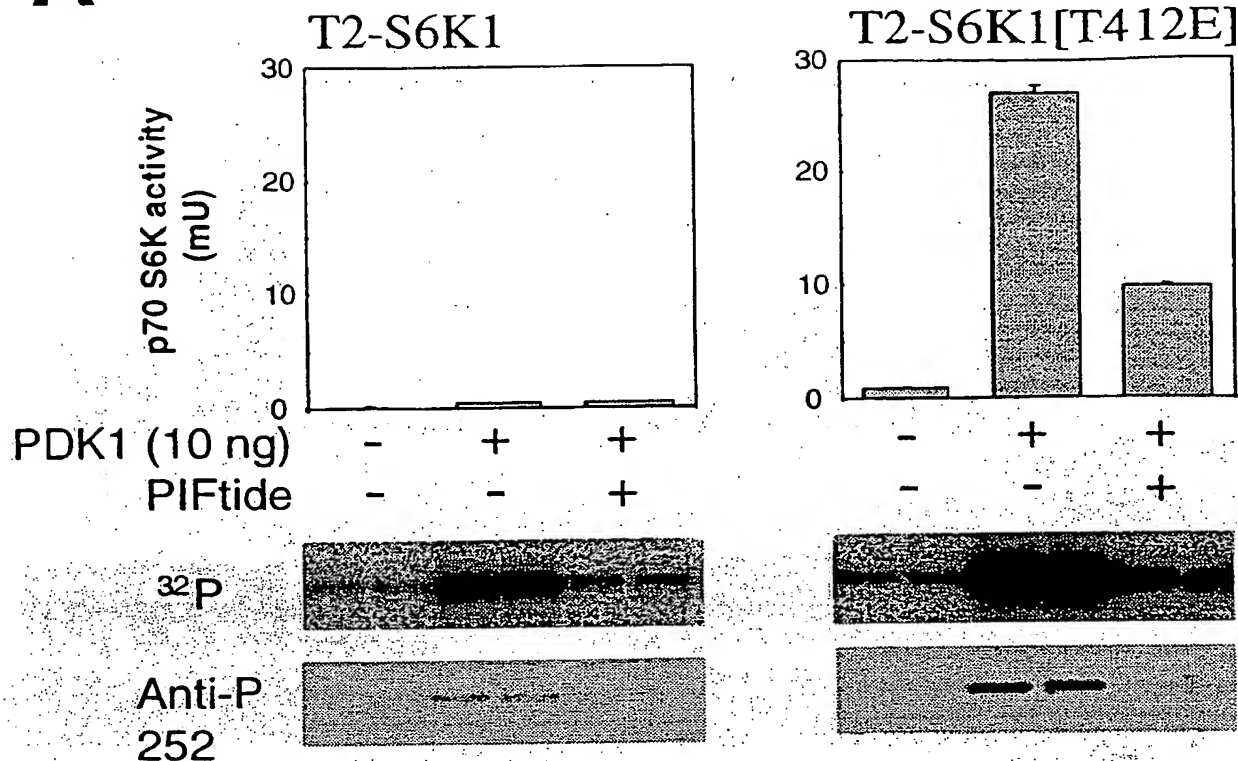 A
T2-S6K1
T2-S6K1[T412E]
p70 S6K activity
(mU)
30
20
10
0
30
20
10
0
PDK1 (10 ng) - + + - + +
PIFtide - - + - - +
³²P
Anti-P
252